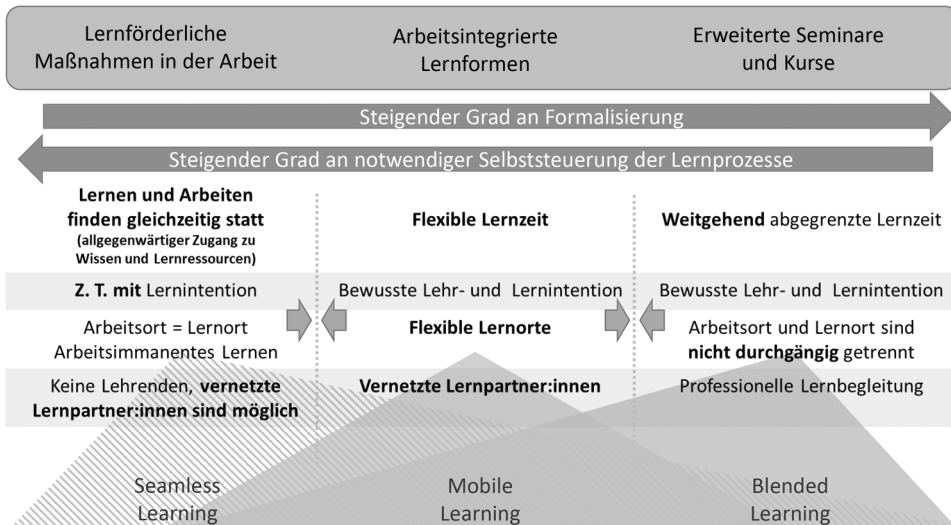 Lernförderliche
Maßnahmen in der Arbeit
Arbeitsintegrierte
Lernformen
Erweiterte Seminare
und Kurse
Steigender Grad an Formalisierung
Steigender Grad an notwendiger Selbststeuerung der Lernprozesse
Lernen und Arbeiten
finden gleichzeitig statt
(allgegenwärtiger Zugang zu
Wissen und Lernressourcen)
Flexible Lernzeit
Weitgehend abgegrenzte Lernzeit
Z. T. mit Lernintention
Bewusste Lehr- und Lernintention
Bewusste Lehr- und Lernintention
Arbeitsort = Lernort
Arbeitsimmanentes Lernen
Flexible Lernorte
Arbeitsort und Lernort sind
nicht durchgängig getrennt
Keine Lehrenden, vernetzte
Lernpartner:innen sind möglich
Vernetzte Lernpartner:innen
Professionelle Lernbegleitung
Seamless
Learning
Mobile
Learning
Blended
Learning